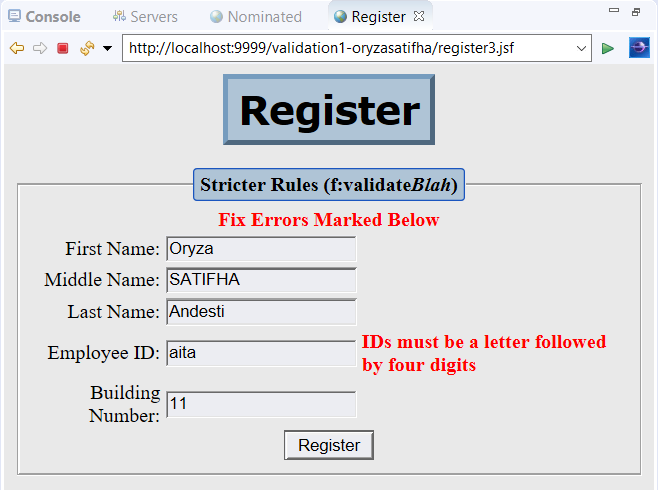 Console Servers Nominated Register
http://localhost:9999/validation1-oryzasatifha/register3.jsf
Register
Stricter Rules (f:validateBlah)
Fix Errors Marked Below
First Name: Oryza
Middle Name: SATIFHA
Last Name: Andesti
Employee ID: aita IDs must be a letter followed
by four digits
Building
Number: 11
Register